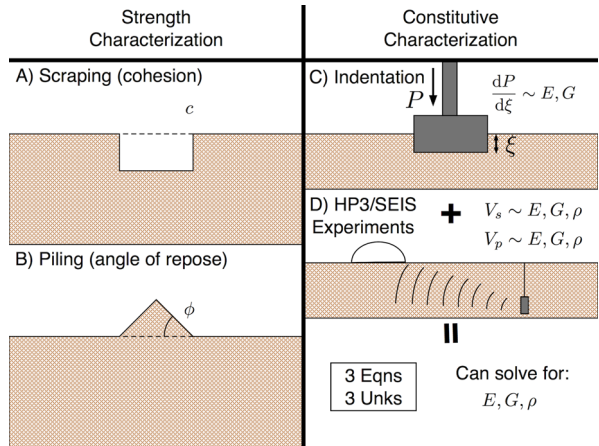 Strength
Characterization
Constitutive
Characterization
A) Scraping (cohesion)
c
B) Piling (angle of repose)
ϕ
C) Indentation
P
dP/dξ ∼ E, G
ξ
D) HP3/SEIS
Experiments
+
V_s ∼ E, G, ρ
V_p ∼ E, G, ρ
=
3 Eqns
3 Unks
Can solve for:
E, G, ρ